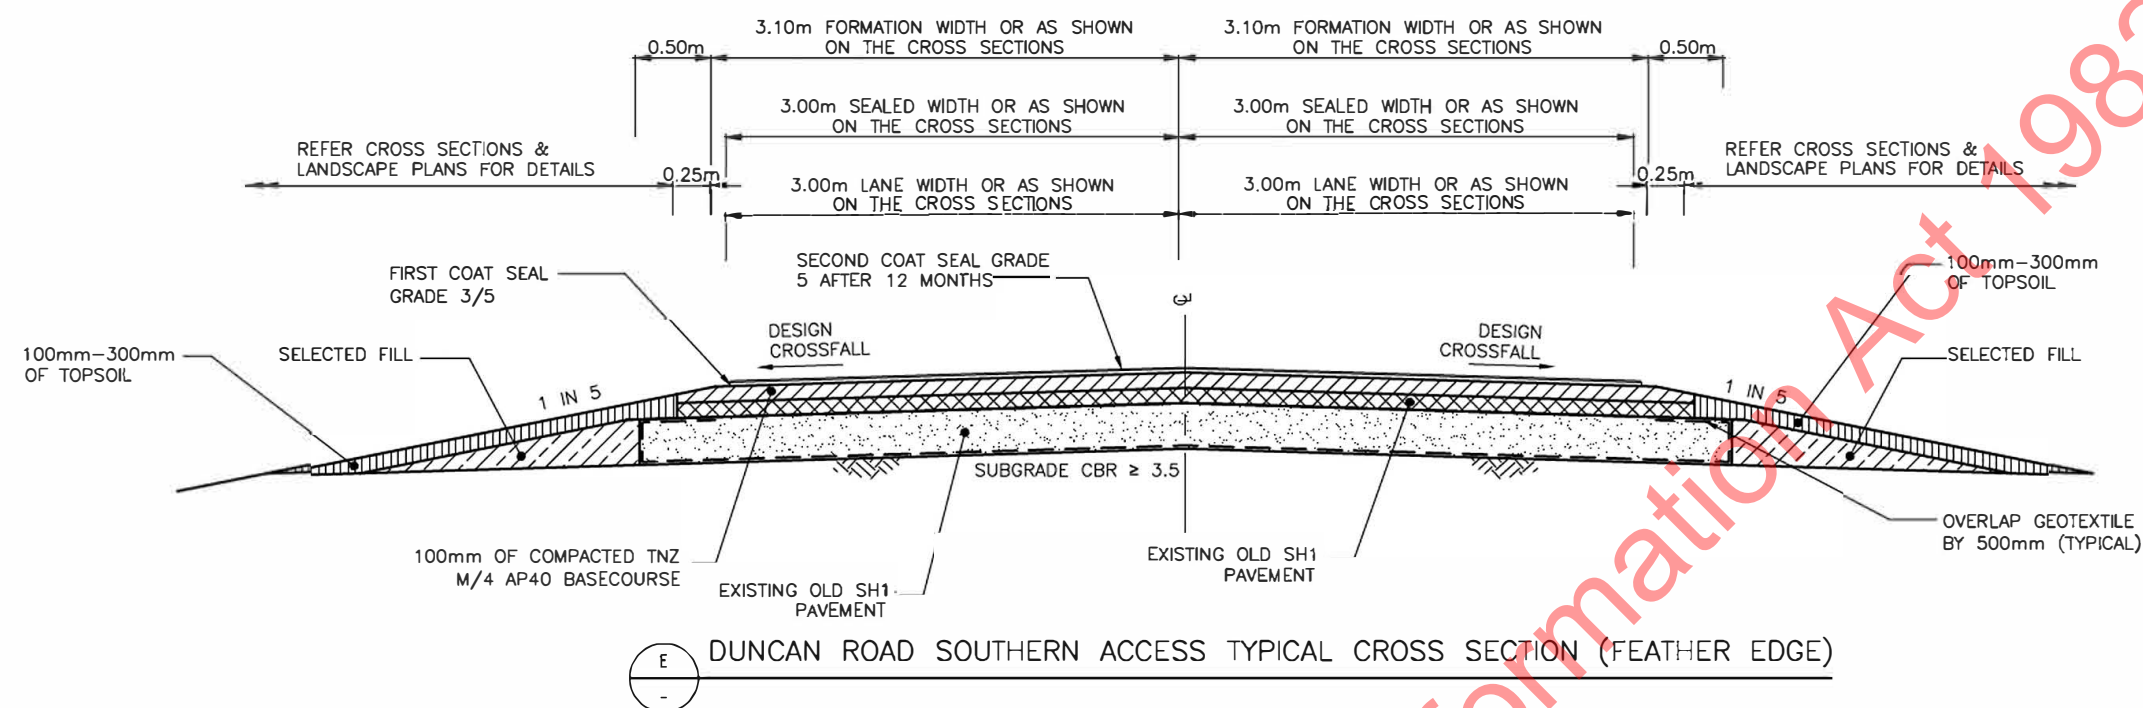 3.10m FORMATION WIDTH OR AS SHOWN
ON THE CROSS SECTIONS
3.10m FORMATION WIDTH OR AS SHOWN
ON THE CROSS SECTIONS
0.50m
0.50m
3.00m SEALED WIDTH OR AS SHOWN
ON THE CROSS SECTIONS
3.00m SEALED WIDTH OR AS SHOWN
ON THE CROSS SECTIONS
REFER CROSS SECTIONS &
LANDSCAPE PLANS FOR DETAILS
0.25m
3.00m LANE WIDTH OR AS SHOWN
ON THE CROSS SECTIONS
3.00m LANE WIDTH OR AS SHOWN
ON THE CROSS SECTIONS
0.25m
REFER CROSS SECTIONS &
LANDSCAPE PLANS FOR DETAILS
FIRST COAT SEAL
GRADE 3/5
SECOND COAT SEAL GRADE
5 AFTER 12 MONTHS
100mm-300mm
OF TOPSOIL
DESIGN
CROSSFALL
DESIGN
CROSSFALL
100mm-300mm
OF TOPSOIL
SELECTED FILL
SELECTED FILL
1 IN 5
1 IN 5
SUBGRADE CBR ≥ 3.5
100mm OF COMPACTED TNZ
M/4 AP40 BASECOURSE
EXISTING OLD SH1
PAVEMENT
EXISTING OLD SH1
PAVEMENT
OVERLAP GEOTEXTILE
BY 500mm (TYPICAL)
E
-
DUNCAN ROAD SOUTHERN ACCESS TYPICAL CROSS SECTION (FEATHER EDGE)
formation Act 198